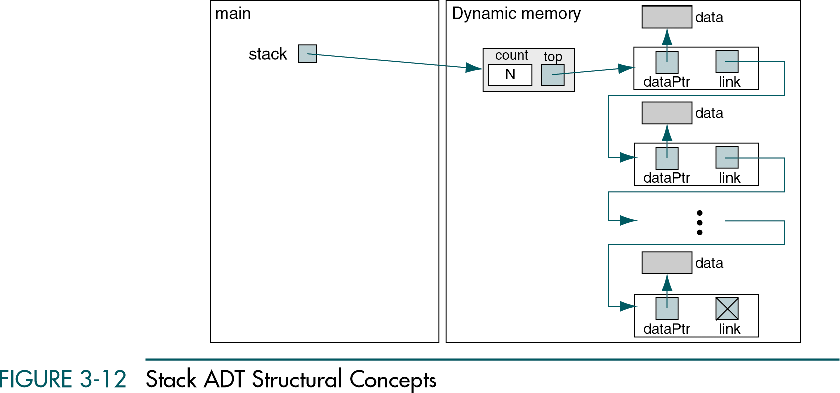 main
Dynamic memory
data
stack
count
top
N
dataPtr
link
data
dataPtr
link
data
dataPtr
link
FIGURE 3-12 Stack ADT Structural Concepts